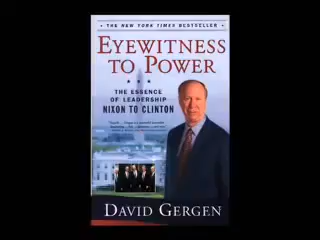 THE NEW YORK TIMES BESTSELLER
EYEWITNESS
TO POWER
THE ESSENCE
OF LEADERSHIP
NIXON TO CLINTON
DAVID GERGEN